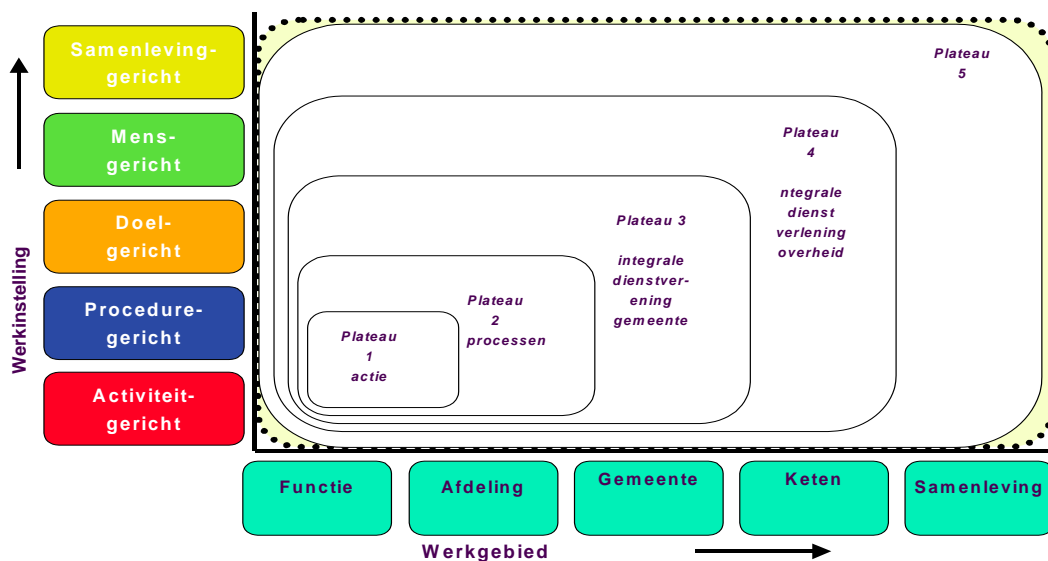 Samenleving-
gericht
Mens-
gericht
Doel-
gericht
Procedure-
gericht
Activiteit-
gericht
Werkinstelling
Plateau
5
Plateau
4
ntegrale
dienst
verlening
overheid
Plateau 3
integrale
dienstver-
ening
gemeente
Plateau
2
processen
Plateau
1
actie
Functie
Afdeling
Gemeente
Keten
Samenleving
Werkgebied